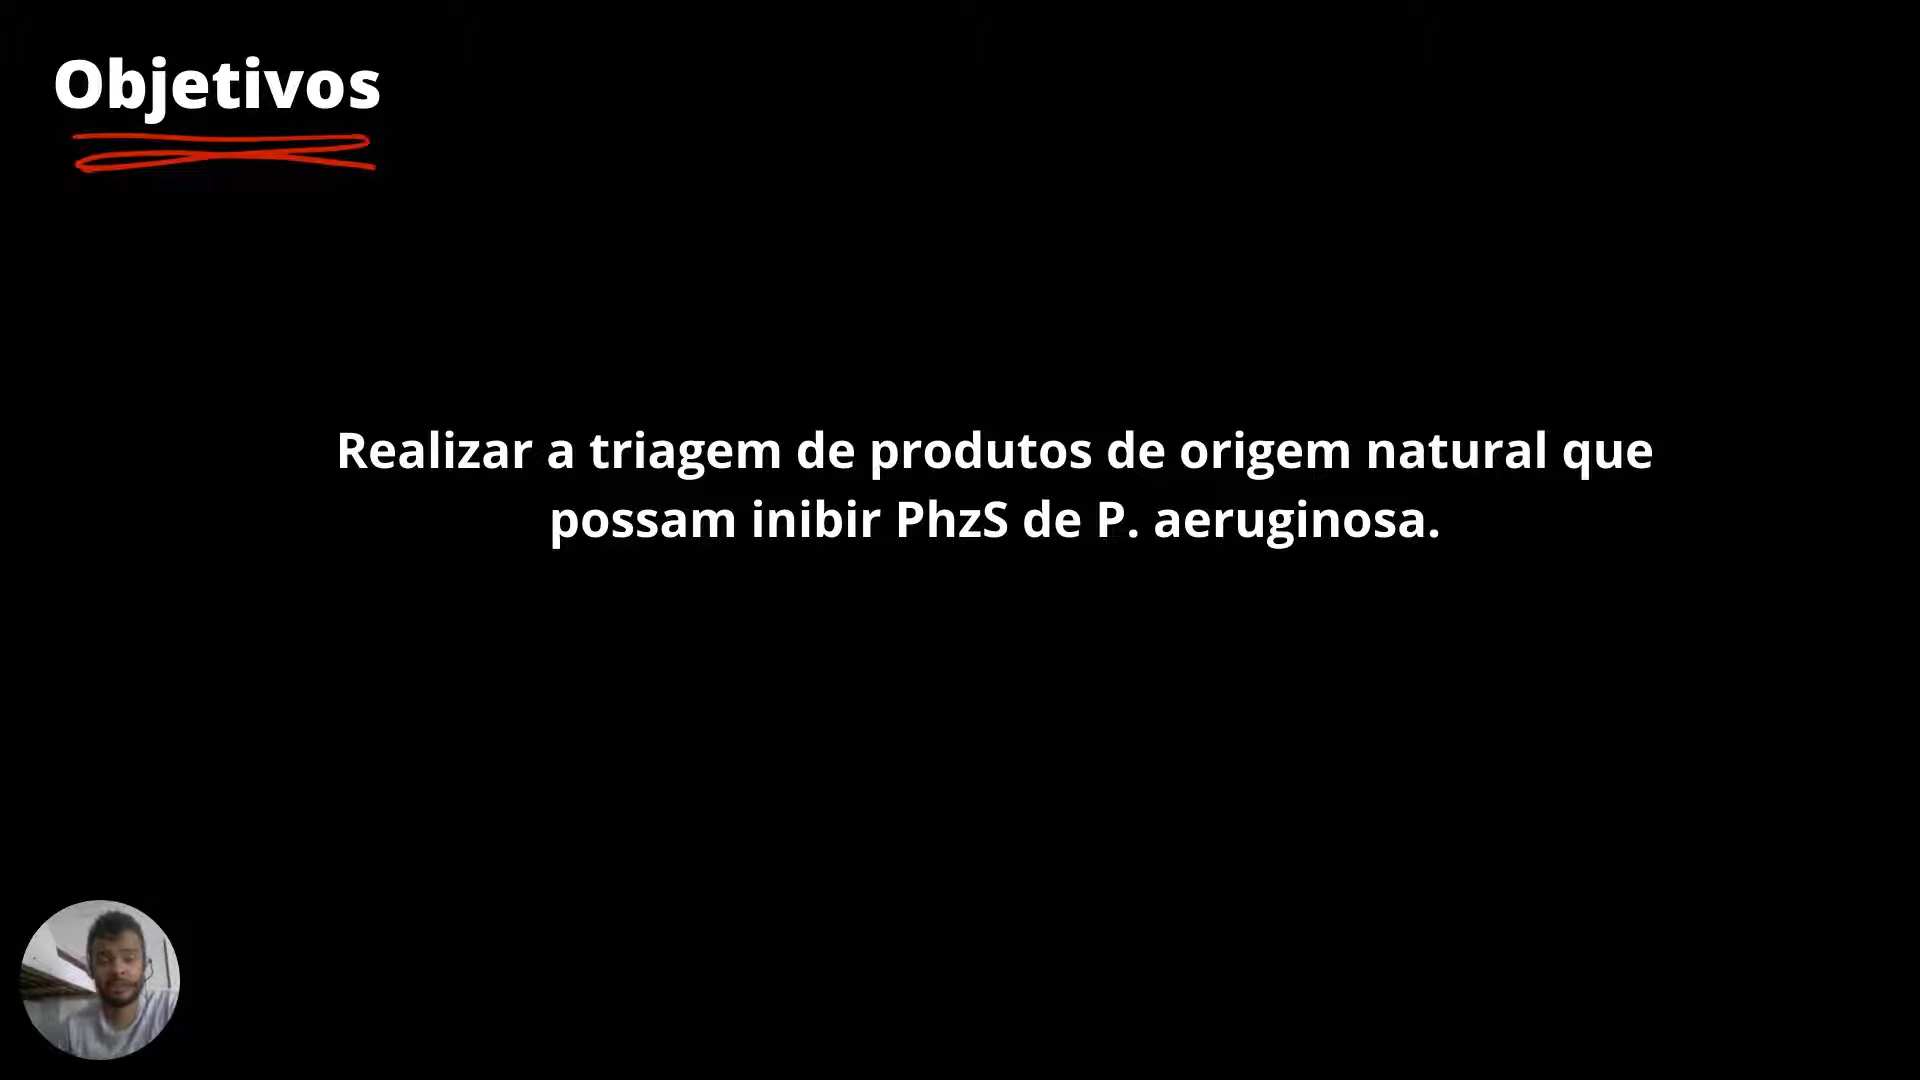 Objetivos
Realizar a triagem de produtos de origem natural que
possam inibir PhzS de P. aeruginosa.